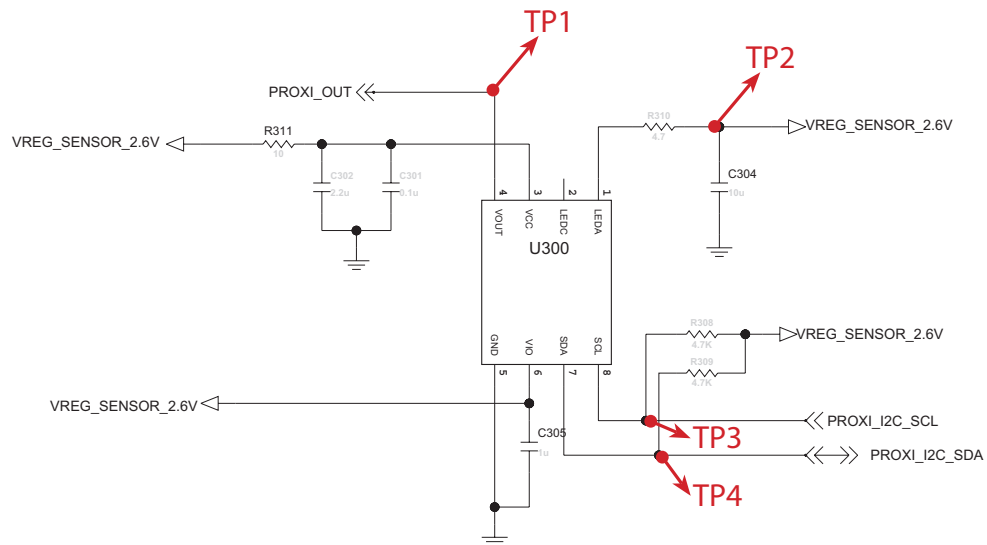 TP1
TP2
PROXI_OUT
R310
4.7
VREG_SENSOR_2.6V
R311
10
VREG_SENSOR_2.6V
C302
2.2u
C301
0.1u
C304
10u
4
3
2
1
VOUT
VCC
LEDC
LEDA
U300
GND
VIO
SDA
SCL
5
6
7
8
R308
4.7K
VREG_SENSOR_2.6V
R309
4.7K
VREG_SENSOR_2.6V
C305
1u
PROXI_I2C_SCL
TP3
PROXI_I2C_SDA
TP4